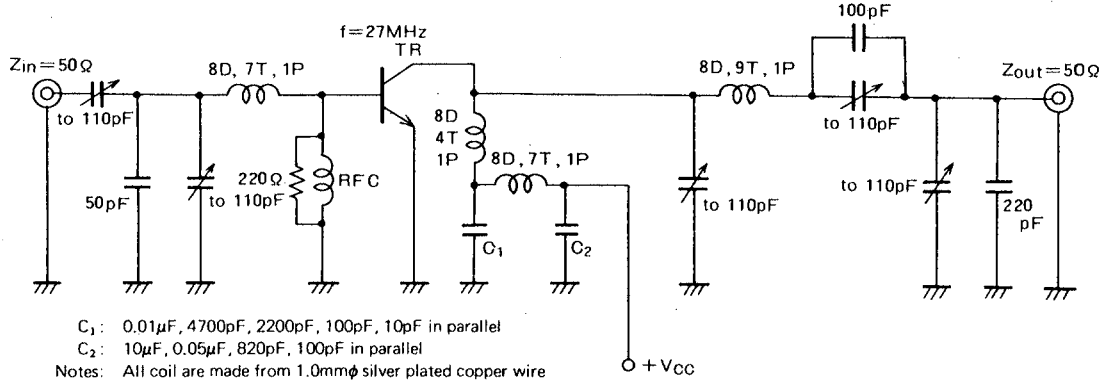 100pF
f=27MHz
TR
Zin=50Ω
8D, 7T, 1P
8D, 9T, 1P
Zout=50Ω
to 110pF
8D
4T
1P
to 110pF
8D, 7T, 1P
220Ω
RFC
50pF
to 110pF
to 110pF
to 110pF
220
pF
C₁
C₂
C₁: 0.01μF, 4700pF, 2200pF, 100pF, 10pF in parallel
C₂: 10μF, 0.05μF, 820pF, 100pF in parallel
+VCC
Notes: All coil are made from 1.0mmφ silver plated copper wire